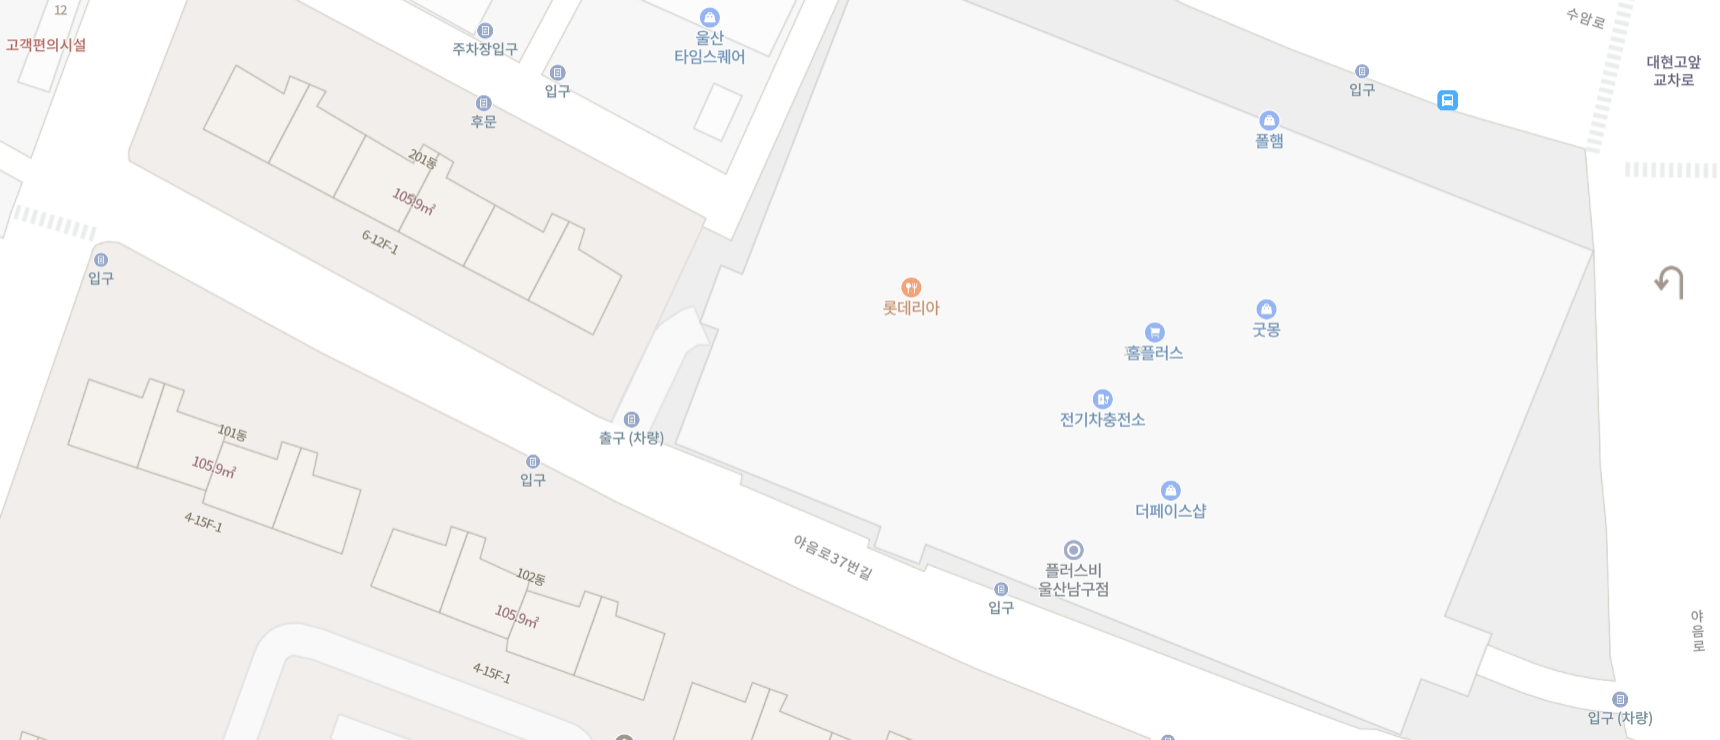 12
고객편의시설
주차장입구
울산
타임스퀘어
입구
후문
수암로
대현고앞
교차로
입구
폴햄
201동
105.9㎡
6-12F-1
입구
롯데리아
굿몽
홈플러스
전기차충전소
출구 (차량)
101동
105.9㎡
4-15F-1
입구
더페이스샵
야음로37번길
플러스비
울산남구점
입구
102동
105.9㎡
4-15F-1
야음로
입구 (차량)